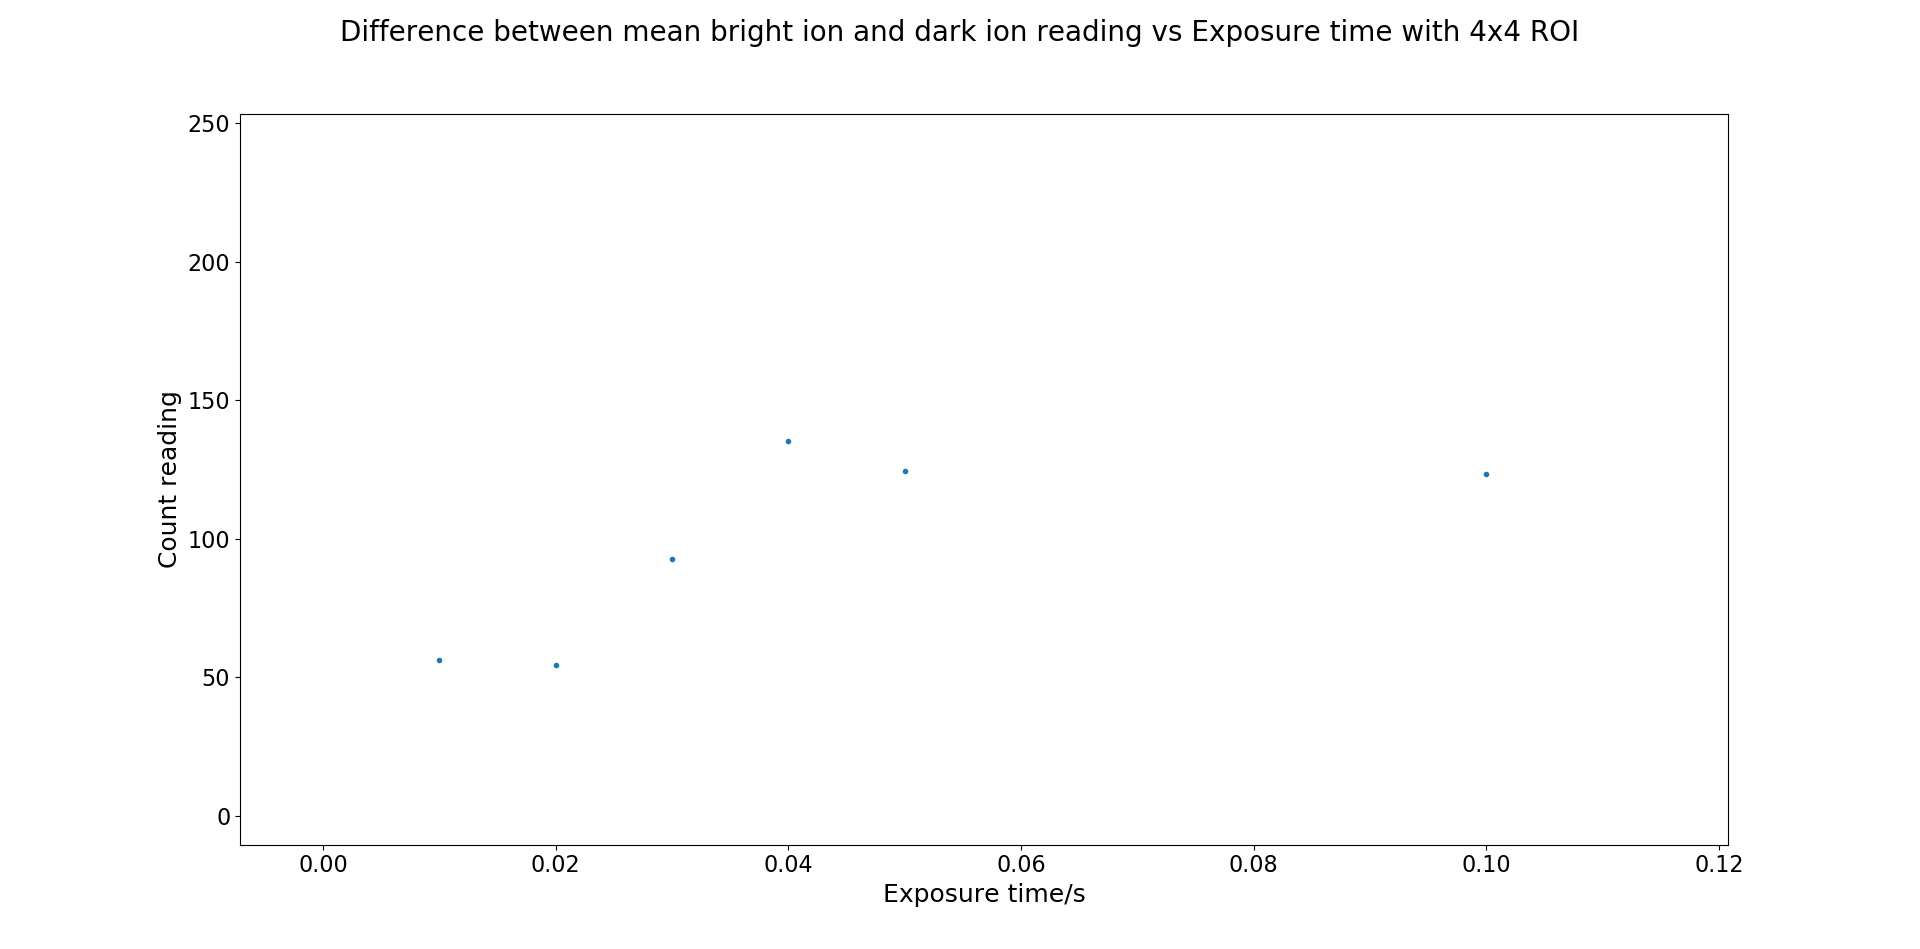 Difference between mean bright ion and dark ion reading vs Exposure time with 4x4 ROI
250
200
150
100
50
0
Count reading
0.00 0.02 0.04 0.06 0.08 0.10 0.12
Exposure time/s